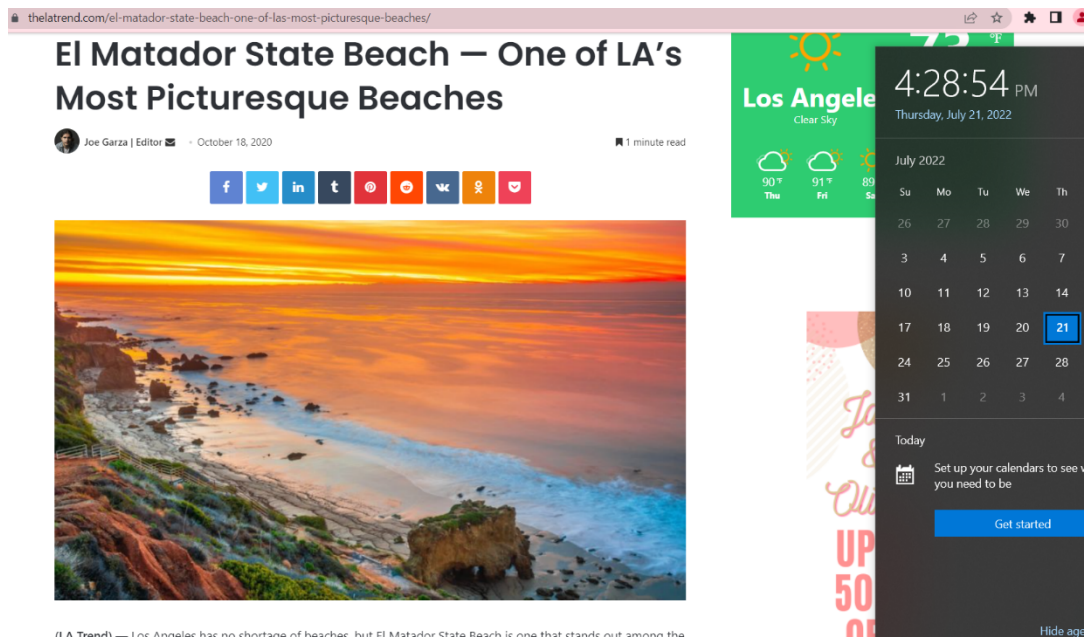 thelatrend.com/el-matador-state-beach-one-of-las-most-picturesque-beaches/
El Matador State Beach — One of LA's
Most Picturesque Beaches
Joe Garza | Editor
October 18, 2020
1 minute read
°F
Los Angele
Clear Sky
90 °F
91 °F
89
Thu
Fri
Sa
UP
50
(LA Trend) — Los Angeles has no shortage of beaches, but El Matador State Beach is one that stands out among the
4:28:54 PM
Thursday, July 21, 2022
July 2022
Su Mo Tu We Th
26 27 28 29 30
3 4 5 6 7
10 11 12 13 14
17 18 19 20 21
24 25 26 27 28
31 1 2 3 4
Today
Set up your calendars to see
you need to be
Get started
Hide age